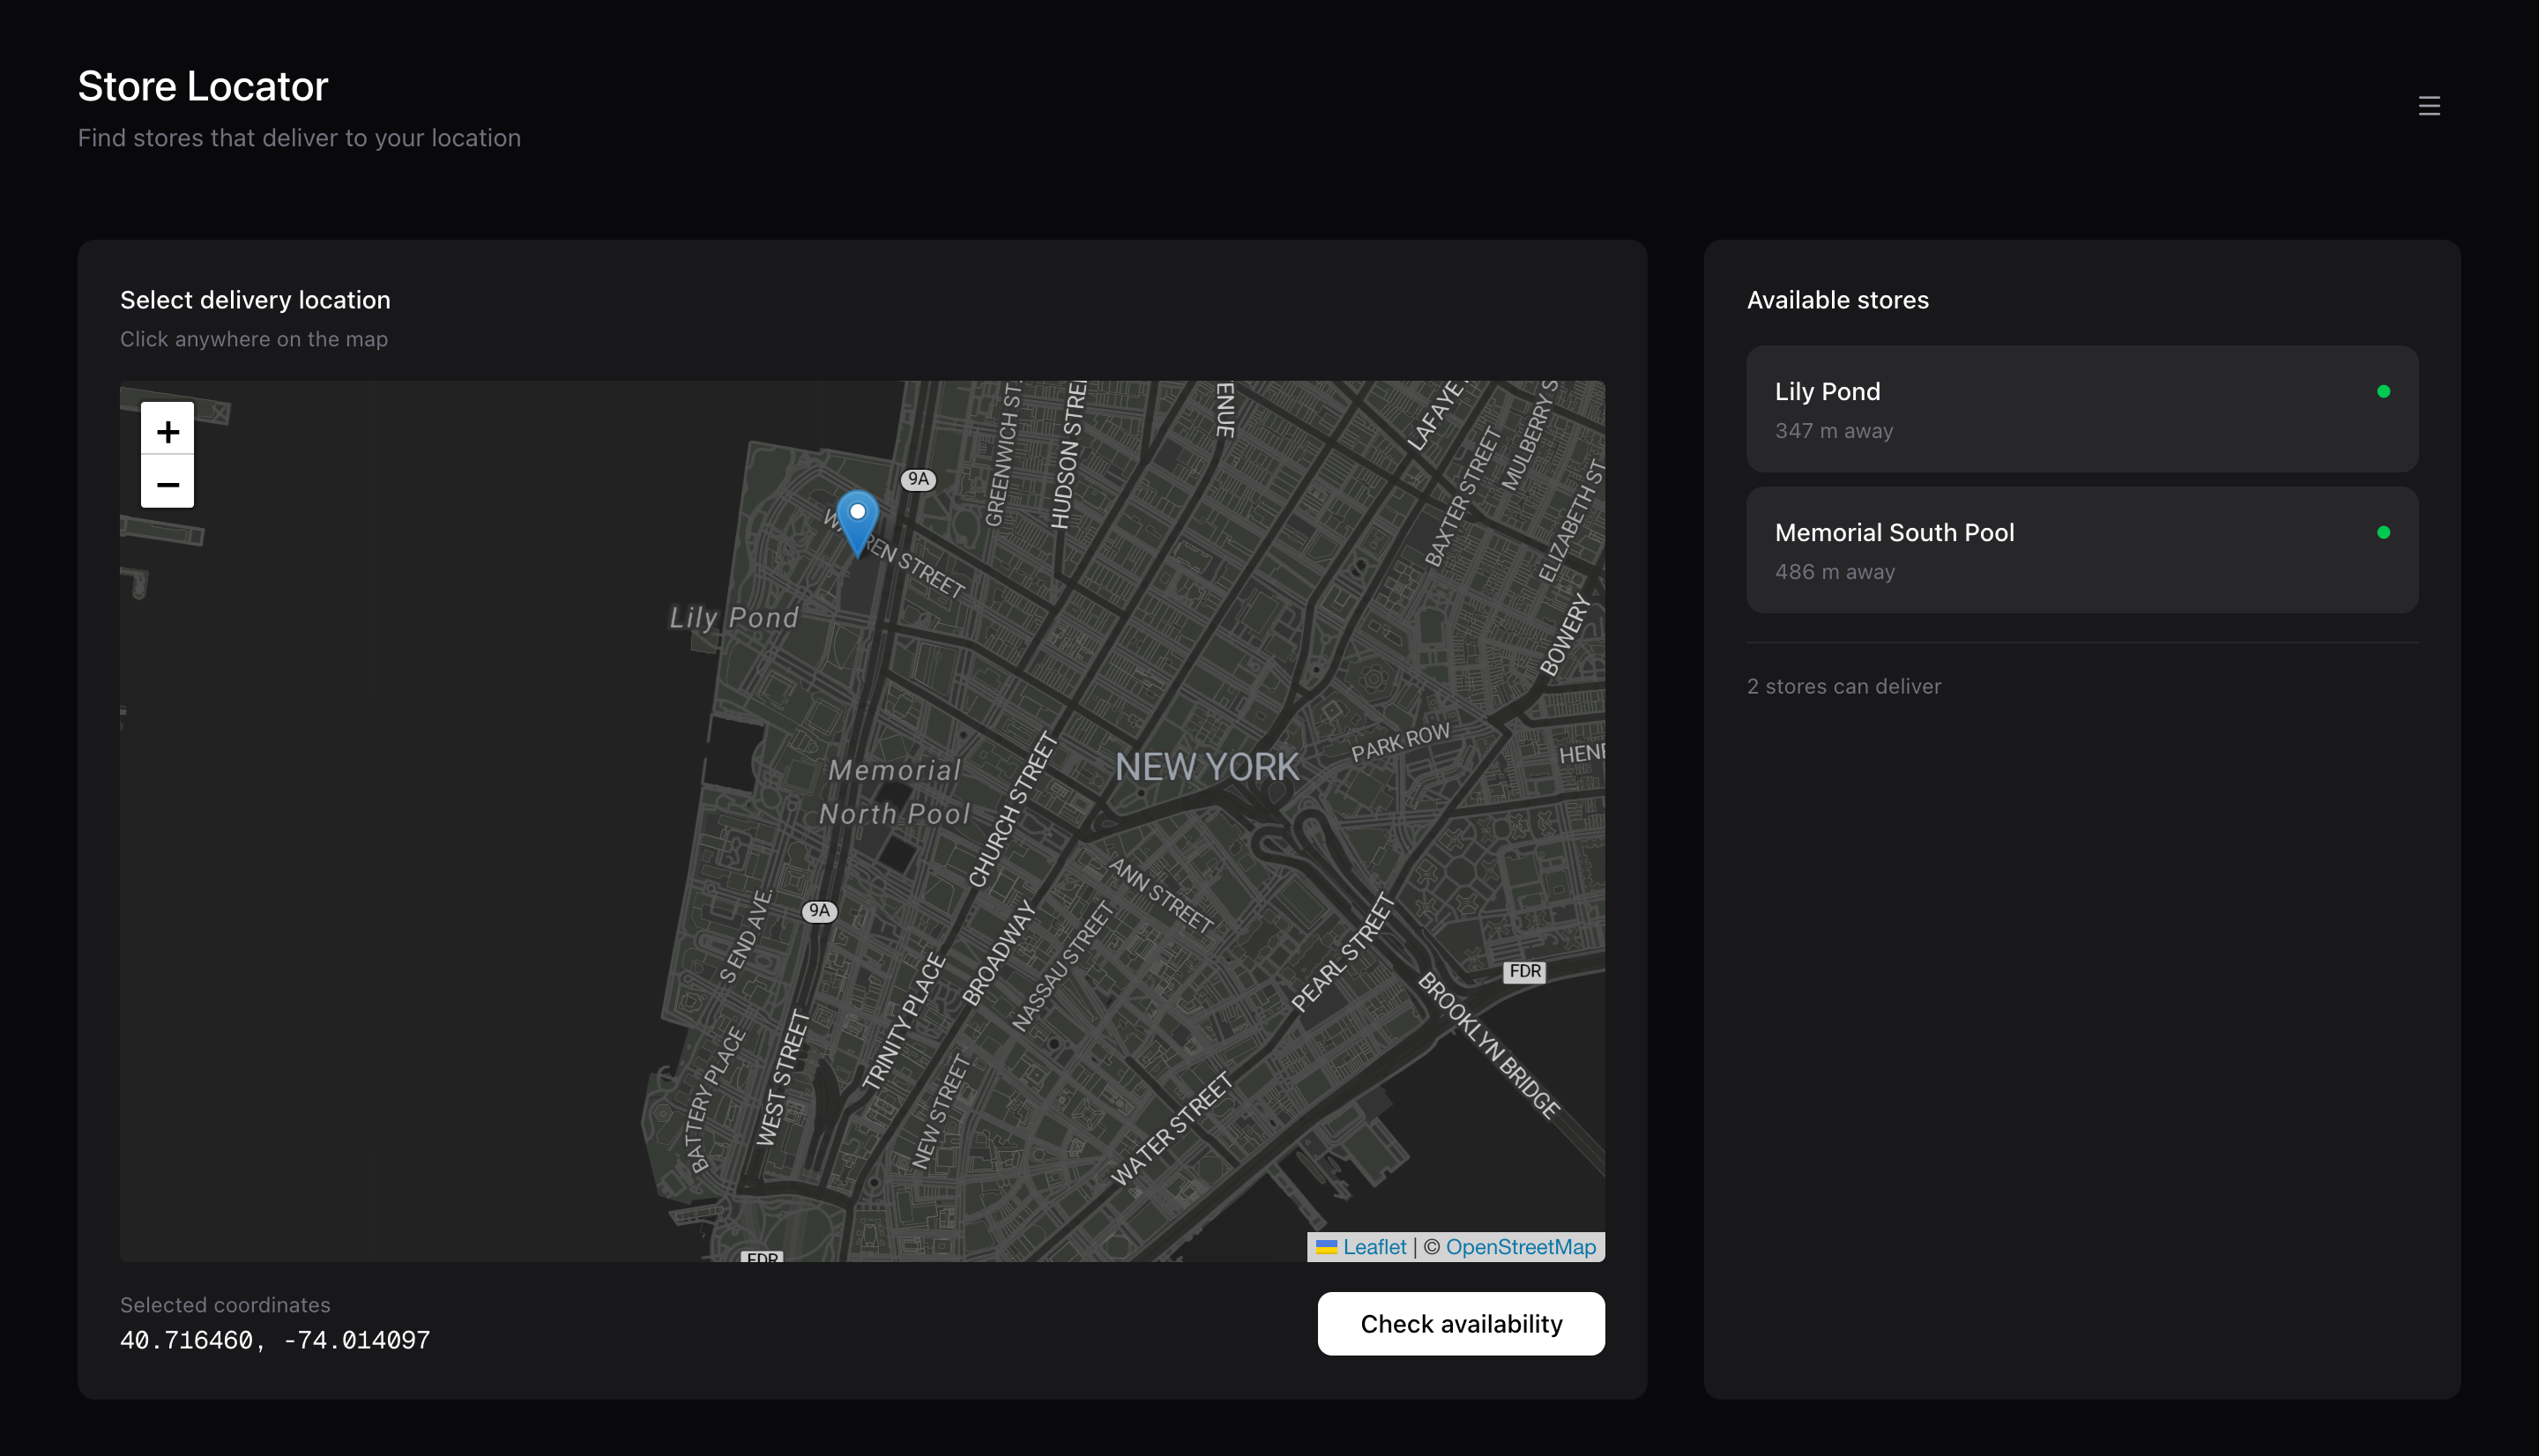 Store Locator
Find stores that deliver to your location
Select delivery location
Click anywhere on the map
+
−
9A
GREENWICH ST.
HUDSON STREE
ENUE
LAFAYE
MULBERRY S
BAXTER STREET
ELIZABETH ST
STREET
Lily Pond
BOWERY
NEW YORK
PARK ROW
HENR
Memorial
North Pool
CHURCH STREET
ANN STREET
9A
S END AVE.
BROADWAY
NASSAU STREET
PEARL STREET
FDR
BROOKLYN BRIDGE
TRINITY PLACE
WEST STREET
BATTERY PLACE
NEW STREET
WATER STREET
FDR
Leaflet | © OpenStreetMap
Selected coordinates
40.716460, -74.014097
Check availability
Available stores
Lily Pond
347 m away
Memorial South Pool
486 m away
2 stores can deliver